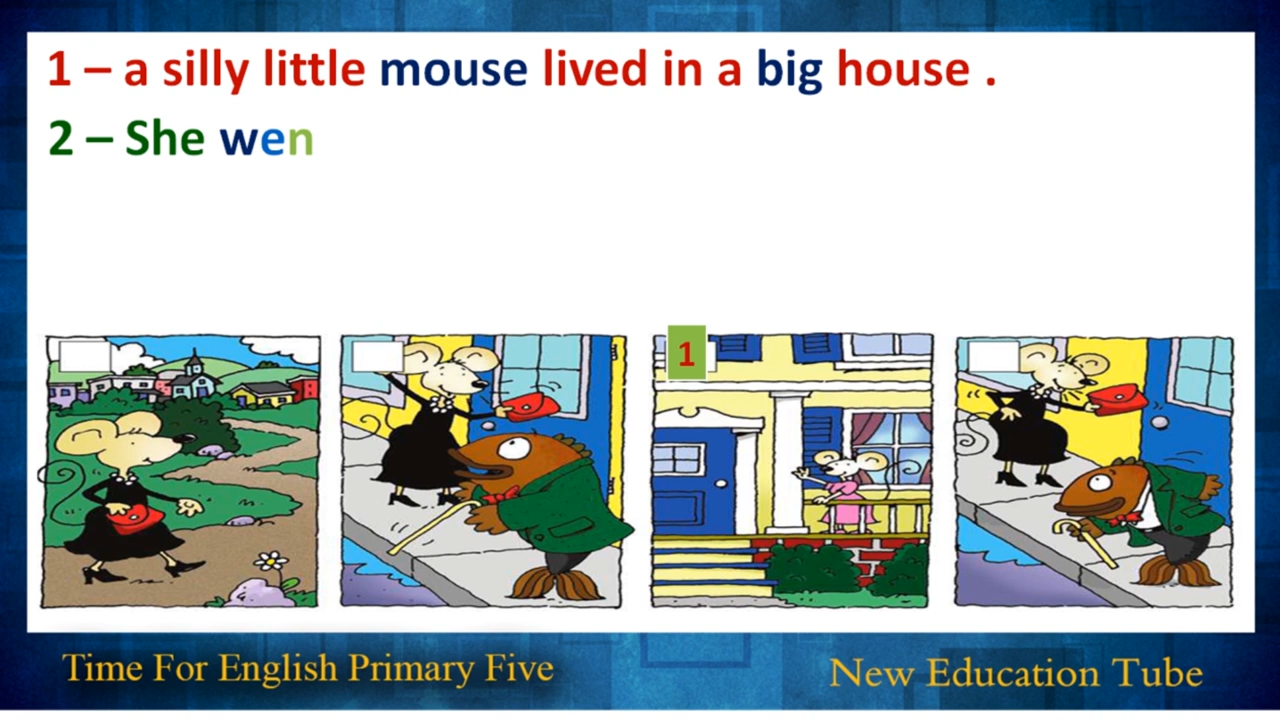 1 – a silly little mouse lived in a big house .
2 – She wen
1
Time For English Primary Five
New Education Tube